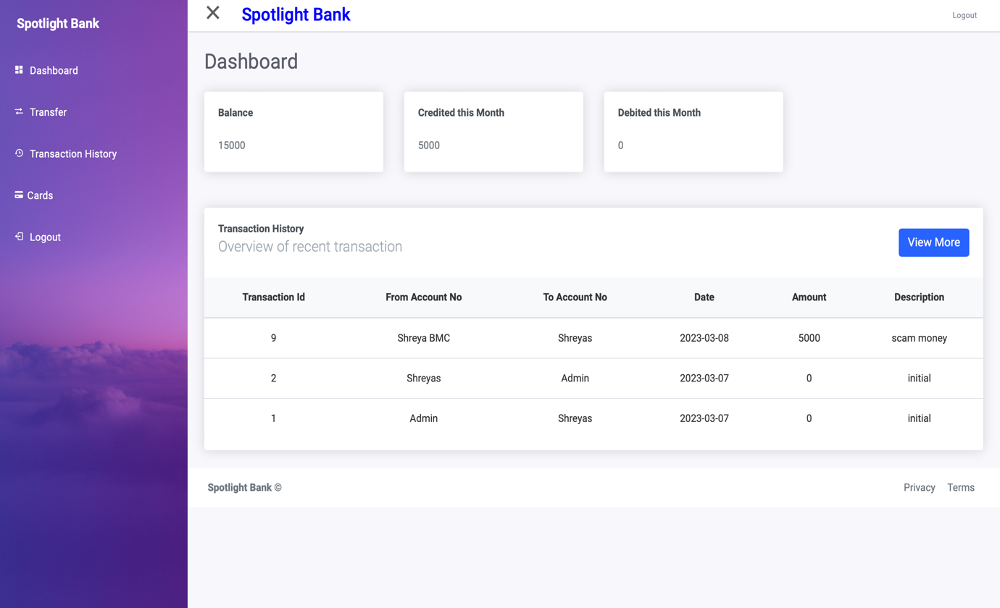 Spotlight Bank
Dashboard
Transfer
Transaction History
Cards
Logout
Spotlight Bank
Logout
Dashboard
Balance
15000
Credited this Month
5000
Debited this Month
0
Transaction History
Overview of recent transaction
View More
Transaction Id From Account No To Account No Date Amount Description
9 Shreya BMC Shreyas 2023-03-08 5000 scam money
2 Shreyas Admin 2023-03-07 0 initial
1 Admin Shreyas 2023-03-07 0 initial
Spotlight Bank ©
Privacy Terms